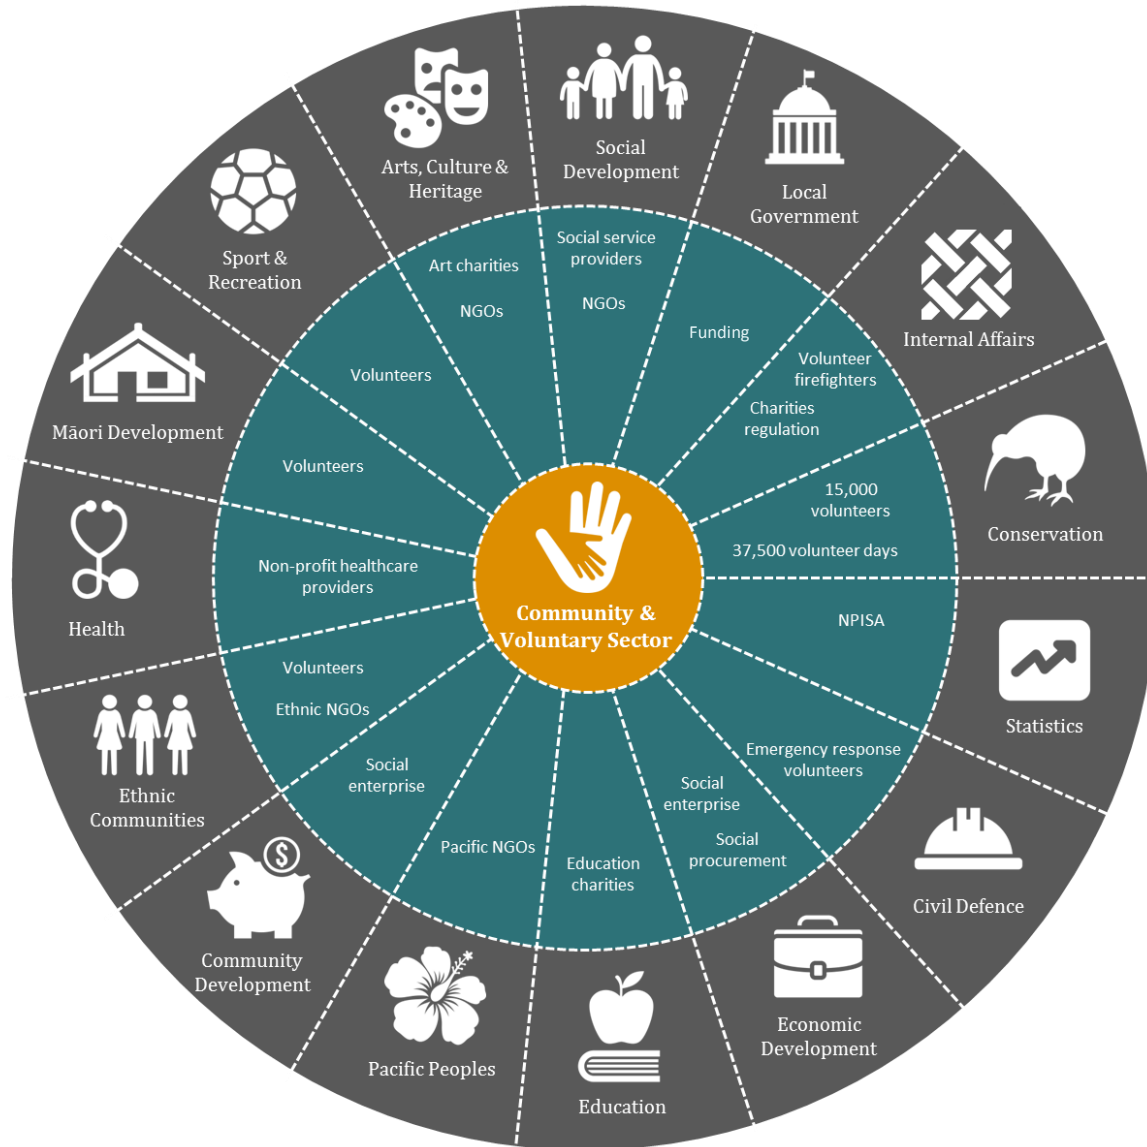 Social
Development
Social service
providers
NGOs
Local
Government
Funding
Internal Affairs
Volunteer
firefighters
Charities
regulation
Conservation
15,000
volunteers
37,500 volunteer days
Statistics
NPISA
Civil Defence
Emergency response
volunteers
Economic
Development
Social
enterprise
Social
procurement
Education
Education
charities
Pacific Peoples
Pacific NGOs
Community
Development
Social
enterprise
Ethnic
Communities
Volunteers
Ethnic NGOs
Health
Non-profit healthcare
providers
Māori Development
Volunteers
Sport &
Recreation
Volunteers
Arts, Culture &
Heritage
Art charities
NGOs
Community &
Voluntary Sector
$